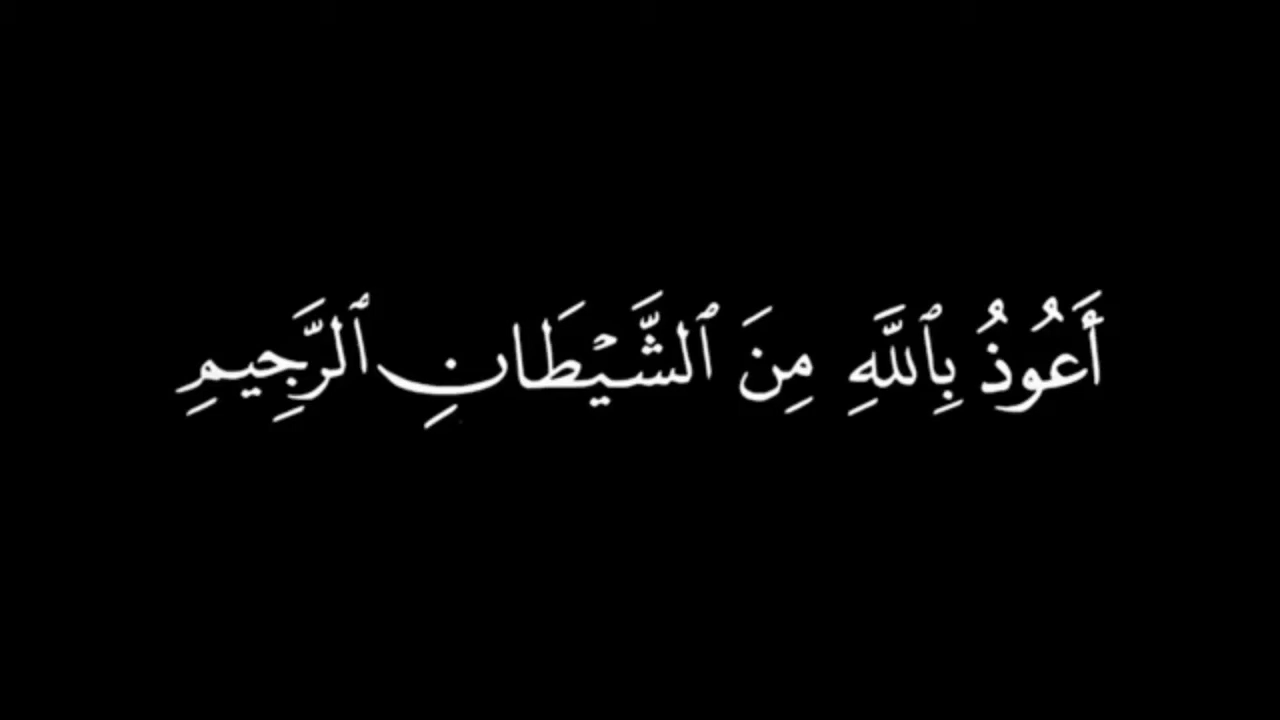 أَعُوذُ بِٱللَّهِ مِنَ ٱلشَّيْطَانِ ٱلرَّجِيمِ